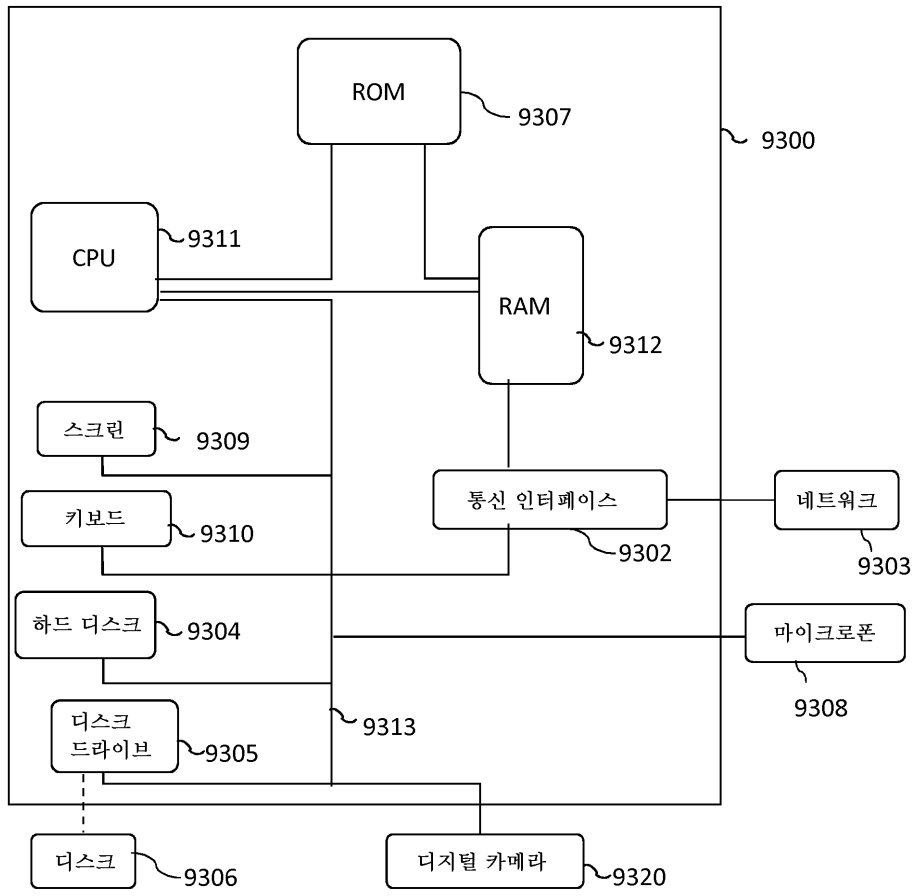 ROM
9307
9300
CPU
9311
RAM
9312
스크린
9309
키보드
9310
통신 인터페이스
9302
네트워크
9303
하드 디스크
9304
마이크로폰
9308
디스크
드라이브
9305
9313
디스크
9306
디지털 카메라
9320